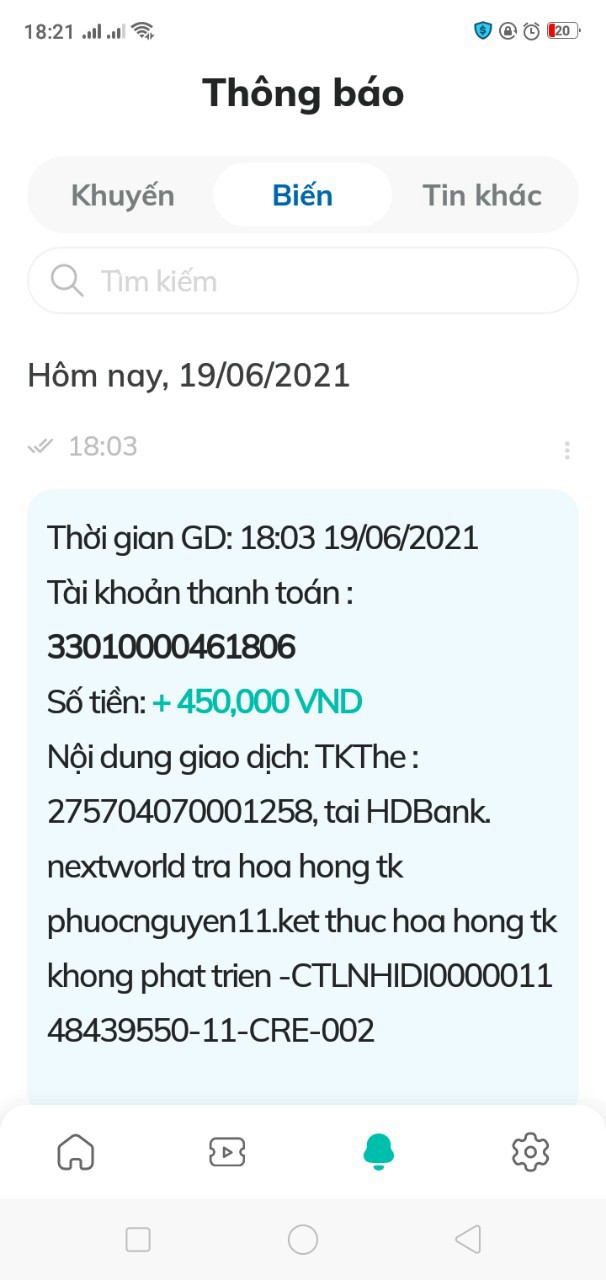 18:21
20
Thông báo
Khuyến
Biến
Tin khác
Tìm kiếm
Hôm nay, 19/06/2021
18:03
Thời gian GD: 18:03 19/06/2021
Tài khoản thanh toán :
33010000461806
Số tiền: + 450,000 VND
Nội dung giao dịch: TKThe :
275704070001258, tai HDBank.
nextworld tra hoa hong tk
phuocnguyen11.ket thuc hoa hong tk
khong phat trien -CTLNHIDI0000011
48439550-11-CRE-002